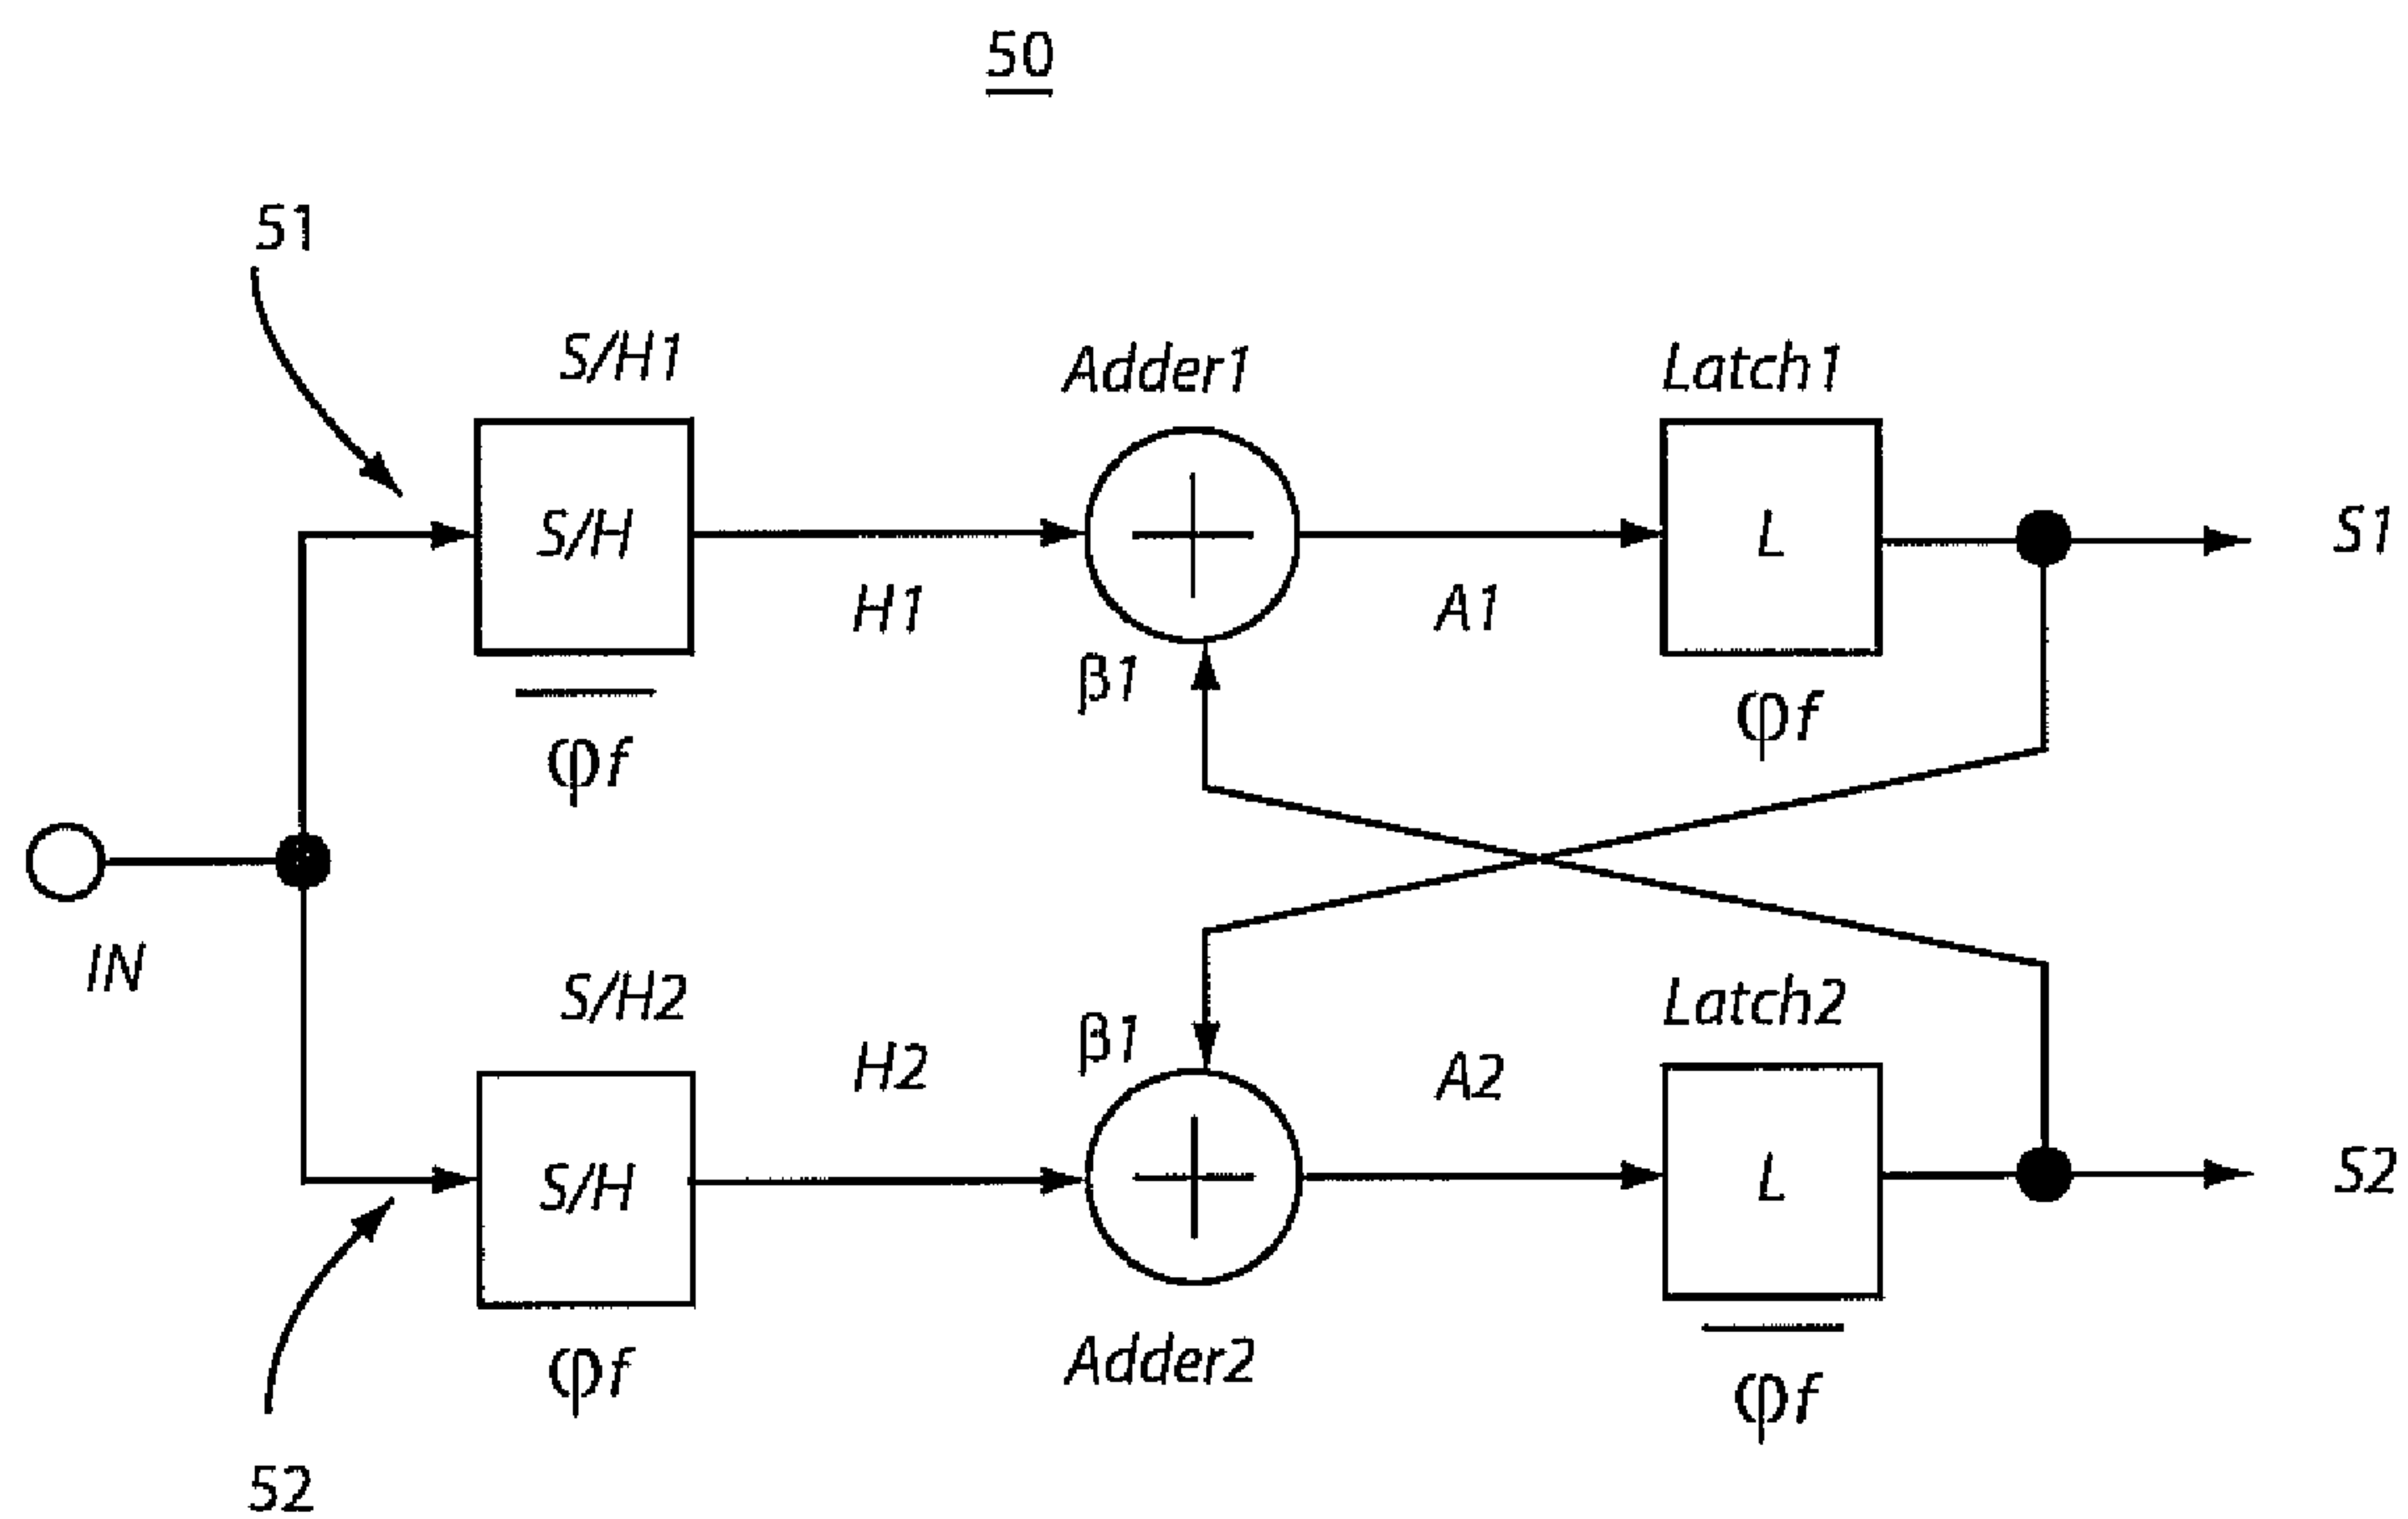 50
51
S/H1
Adder1
Latch1
S/H
L
S1
H1
A1
β1
φf
φf
IN
S/H2
Latch2
β1
H2
A2
S/H
L
S2
φf
Adder2
φf
52